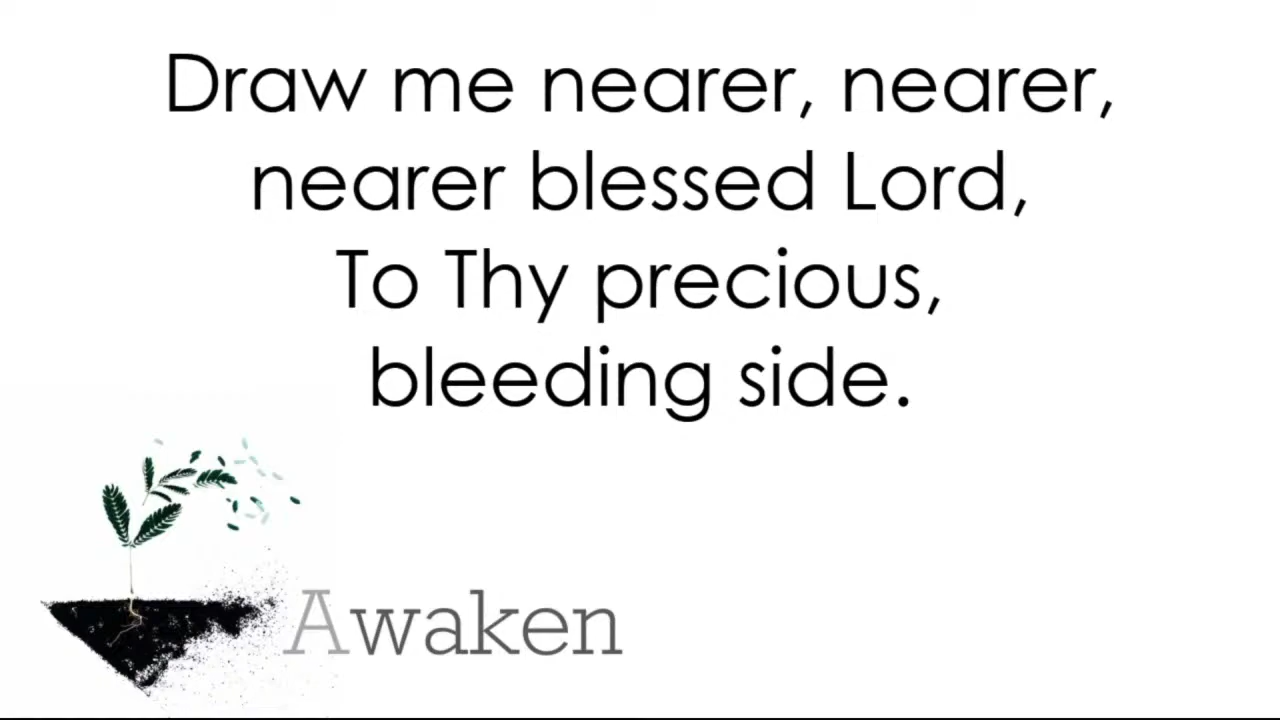 Draw me nearer, nearer,
nearer blessed Lord,
To Thy precious,
bleeding side.
Awaken